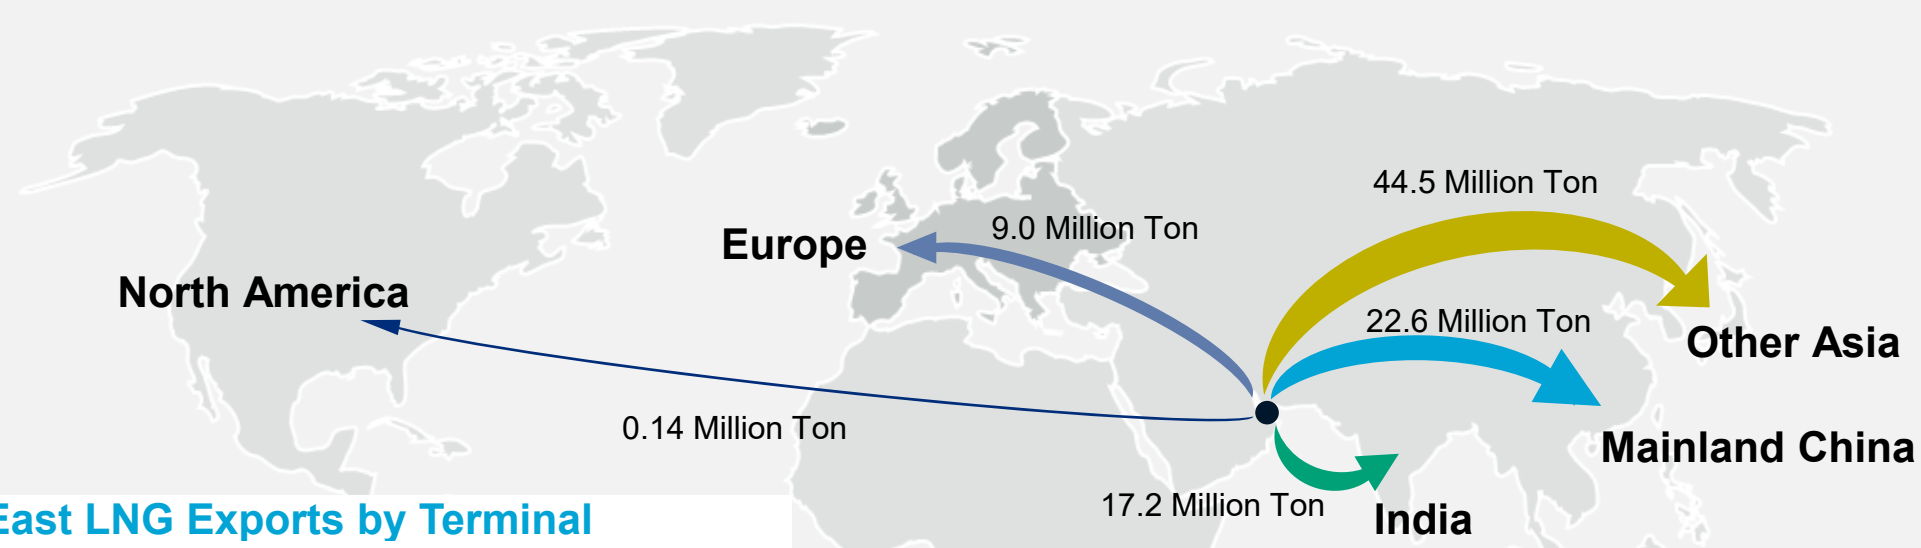 44.5 Million Ton
9.0 Million Ton
Europe
North America
22.6 Million Ton
Other Asia
0.14 Million Ton
Mainland China
17.2 Million Ton
India
East LNG Exports by Terminal